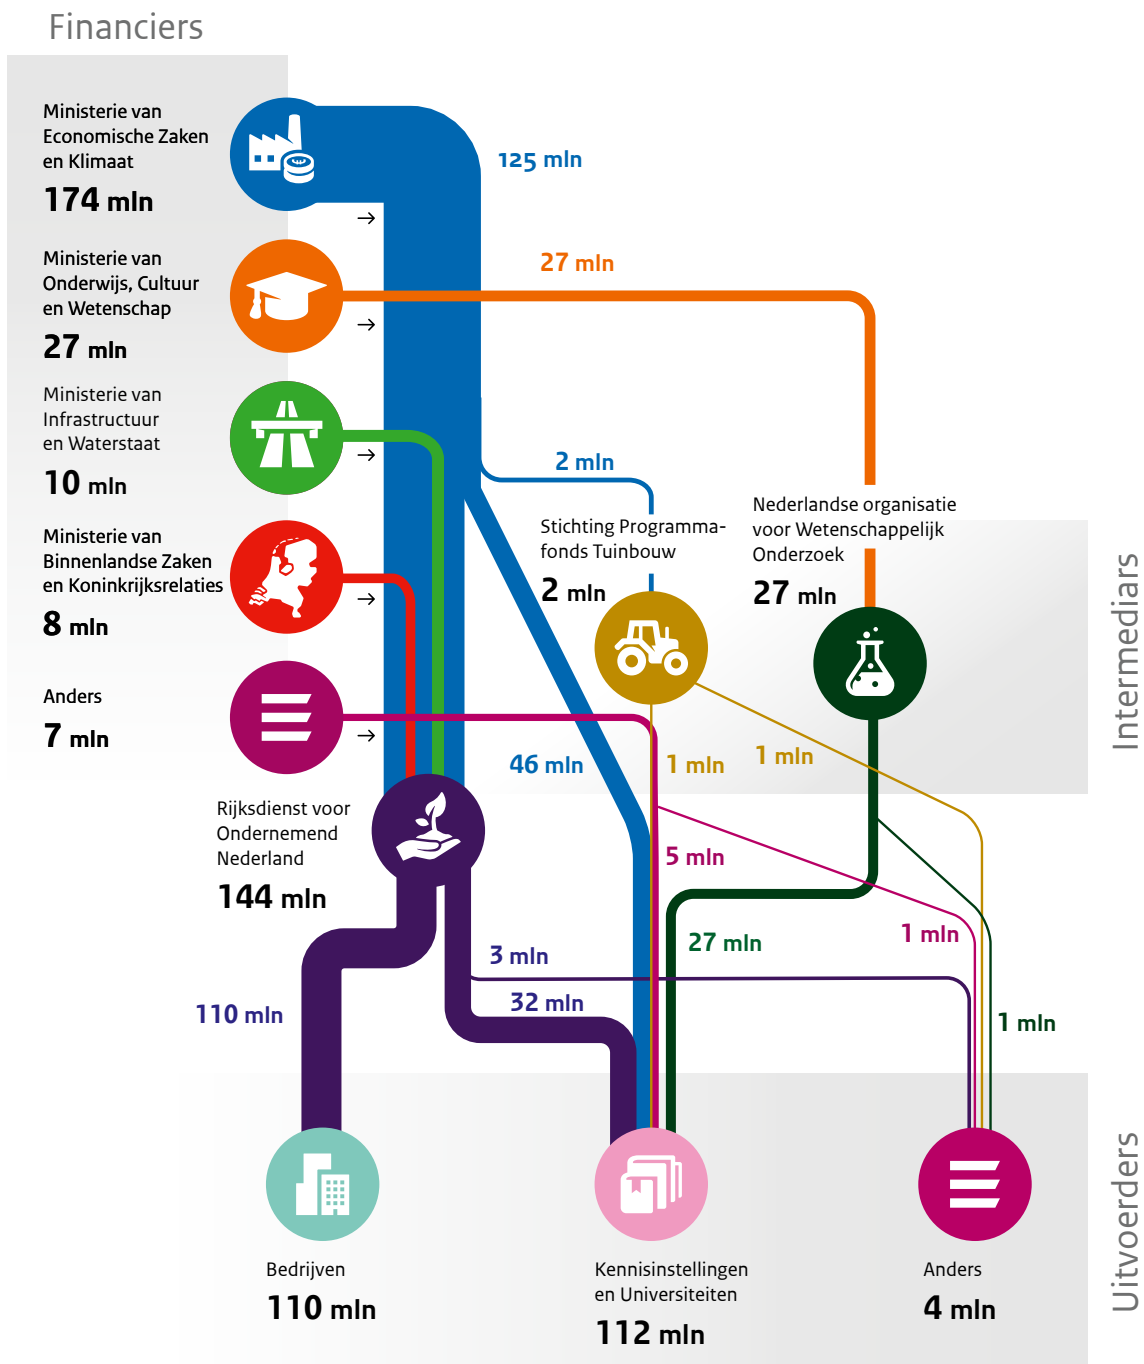 Financiers
Ministerie van
Economische Zaken
en Klimaat
174 mln
125 mln
Ministerie van
Onderwijs, Cultuur
en Wetenschap
27 mln
27 mln
Ministerie van
Infrastructuur
en Waterstaat
10 mln
2 mln
Stichting Programma-
fonds Tuinbouw
2 mln
Nederlandse organisatie
voor Wetenschappelijk
Onderzoek
27 mln
Ministerie van
Binnenlandse Zaken
en Koninkrijksrelaties
8 mln
Anders
7 mln
Intermediars
46 mln
1 mln
1 mln
Rijksdienst voor
Ondernemend
Nederland
144 mln
5 mln
1 mln
27 mln
3 mln
32 mln
110 mln
1 mln
Uitvoerders
Bedrijven
110 mln
Kennisinstellingen
en Universiteiten
112 mln
Anders
4 mln